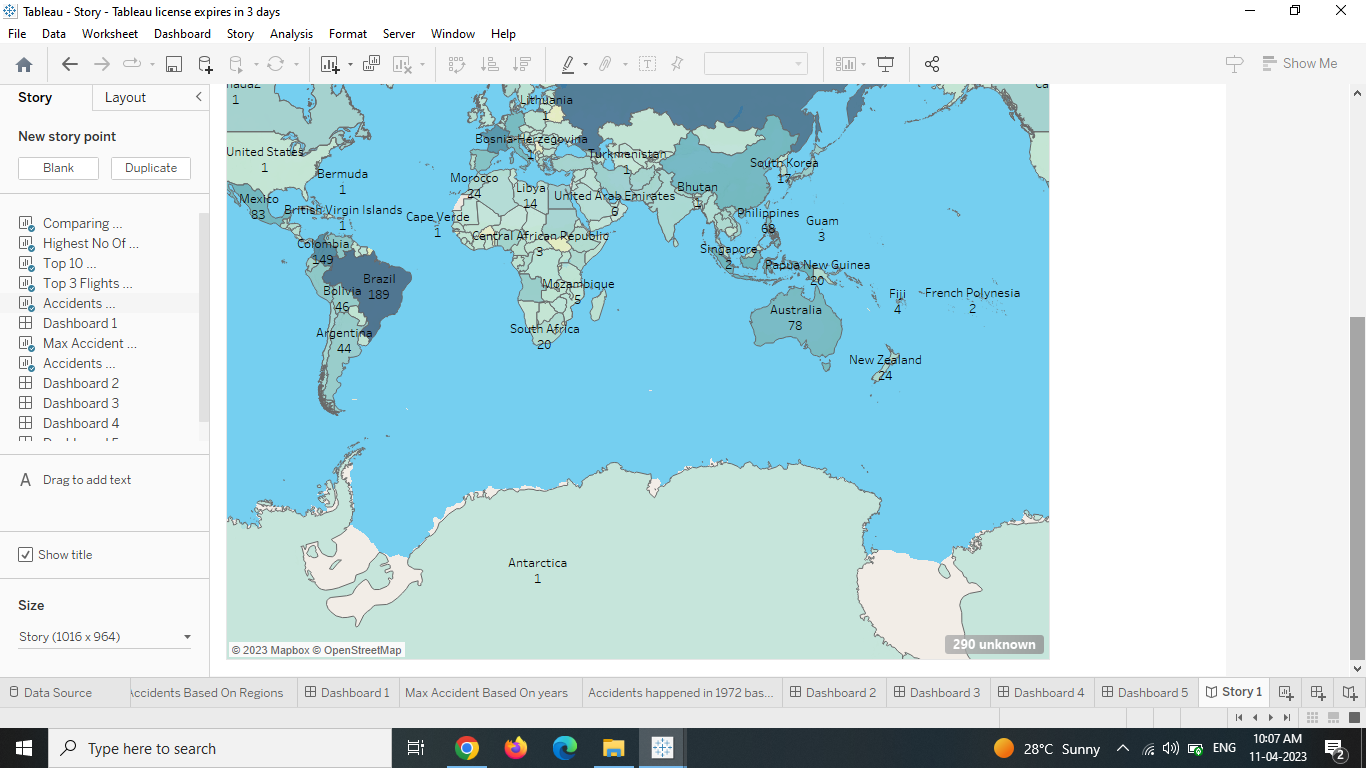 Tableau - Story - Tableau license expires in 3 days
File Data Worksheet Dashboard Story Analysis Format Server Window Help
Show Me
Story Layout
New story point
Blank Duplicate
Comparing ...
Highest No Of ...
Top 10 ...
Top 3 Flights ...
Accidents ...
Dashboard 1
Max Accident ...
Accidents ...
Dashboard 2
Dashboard 3
Dashboard 4
Dashboard 5
A Drag to add text
Show title
Size
Story (1016 x 964)
1
Lithuania
1
Bosnia-Herzegovina
1
United States
1
Turkmenistan
1
South Korea
17
Bermuda
1
Morocco
24
Libya
14
United Arab Emirates
6
Bhutan
1
Mexico
83
British Virgin Islands
1
Cape Verde
1
Philippines
68
Guam
3
Central African Republic
3
Colombia
149
Singapore
2
Papua New Guinea
20
Brazil
189
Bolivia
46
Mozambique
5
Fiji
4
French Polynesia
2
Australia
78
Argentina
44
South Africa
20
New Zealand
24
Antarctica
1
© 2023 Mapbox © OpenStreetMap
290 unknown
Data Source Accidents Based On Regions Dashboard 1 Max Accident Based On years Accidents happened in 1972 bas... Dashboard 2 Dashboard 3 Dashboard 4 Dashboard 5 Story 1
Type here to search
28°C Sunny
ENG
10:07 AM
11-04-2023
2